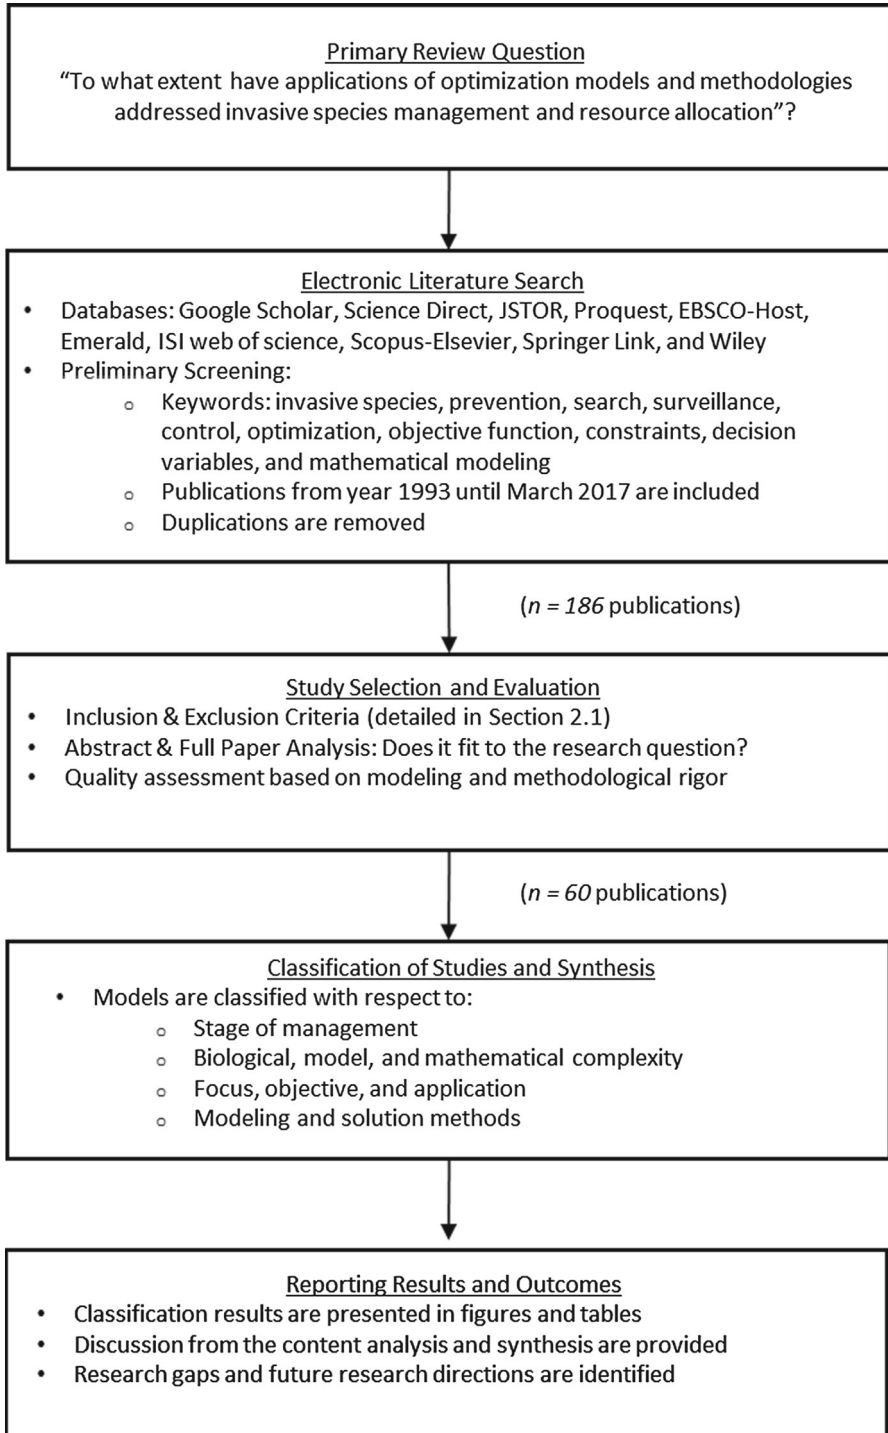 Primary Review Question
“To what extent have applications of optimization models and methodologies
addressed invasive species management and resource allocation”?
Electronic Literature Search
• Databases: Google Scholar, Science Direct, JSTOR, Proquest, EBSCO-Host,
Emerald, ISI web of science, Scopus-Elsevier, Springer Link, and Wiley
• Preliminary Screening:
o Keywords: invasive species, prevention, search, surveillance,
control, optimization, objective function, constraints, decision
variables, and mathematical modeling
o Publications from year 1993 until March 2017 are included
o Duplications are removed
(n = 186 publications)
Study Selection and Evaluation
• Inclusion & Exclusion Criteria (detailed in Section 2.1)
• Abstract & Full Paper Analysis: Does it fit to the research question?
• Quality assessment based on modeling and methodological rigor
(n = 60 publications)
Classification of Studies and Synthesis
• Models are classified with respect to:
o Stage of management
o Biological, model, and mathematical complexity
o Focus, objective, and application
o Modeling and solution methods
Reporting Results and Outcomes
• Classification results are presented in figures and tables
• Discussion from the content analysis and synthesis are provided
• Research gaps and future research directions are identified